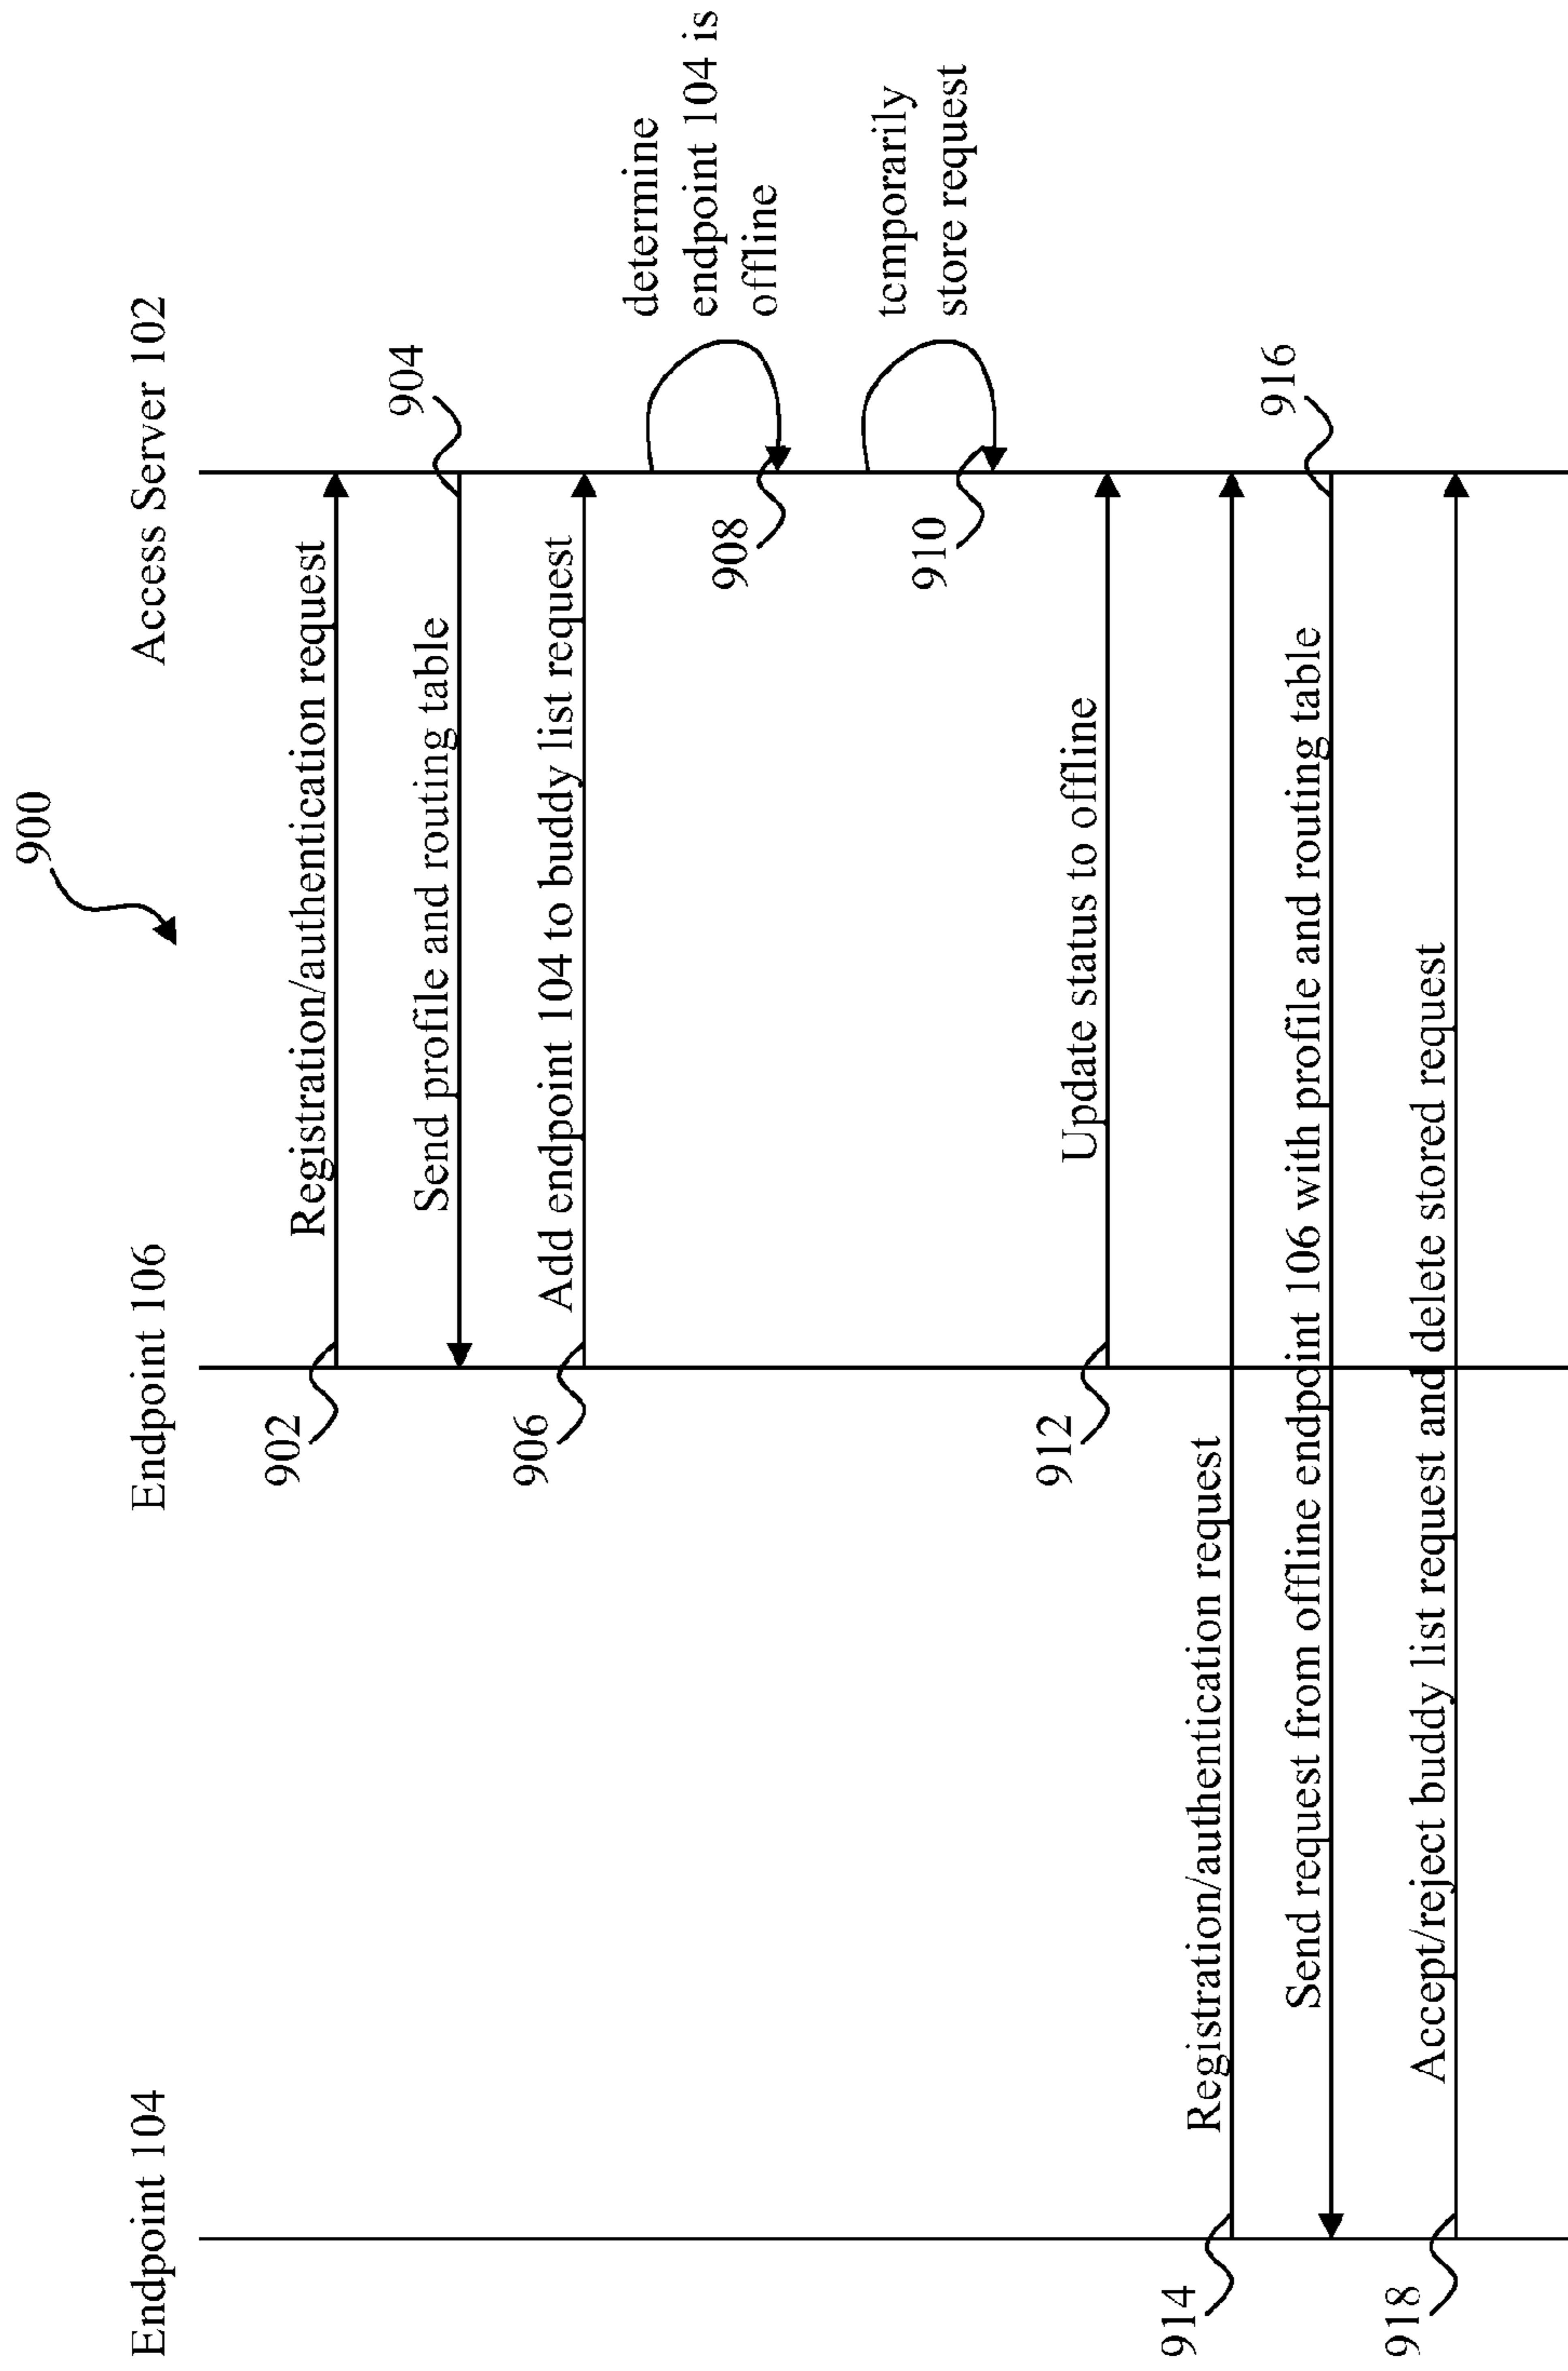 900
Endpoint 104
Endpoint 106
Access Server 102
902
Registration/authentication request
Send profile and routing table
904
906
Add endpoint 104 to buddy list request
determine
endpoint 104 is
offline
908
temporarily
store request
910
912
Update status to offline
914
Registration/authentication request
Send request from offline endpoint 106 with profile and routing table
916
918
Accept/reject buddy list request and delete stored request